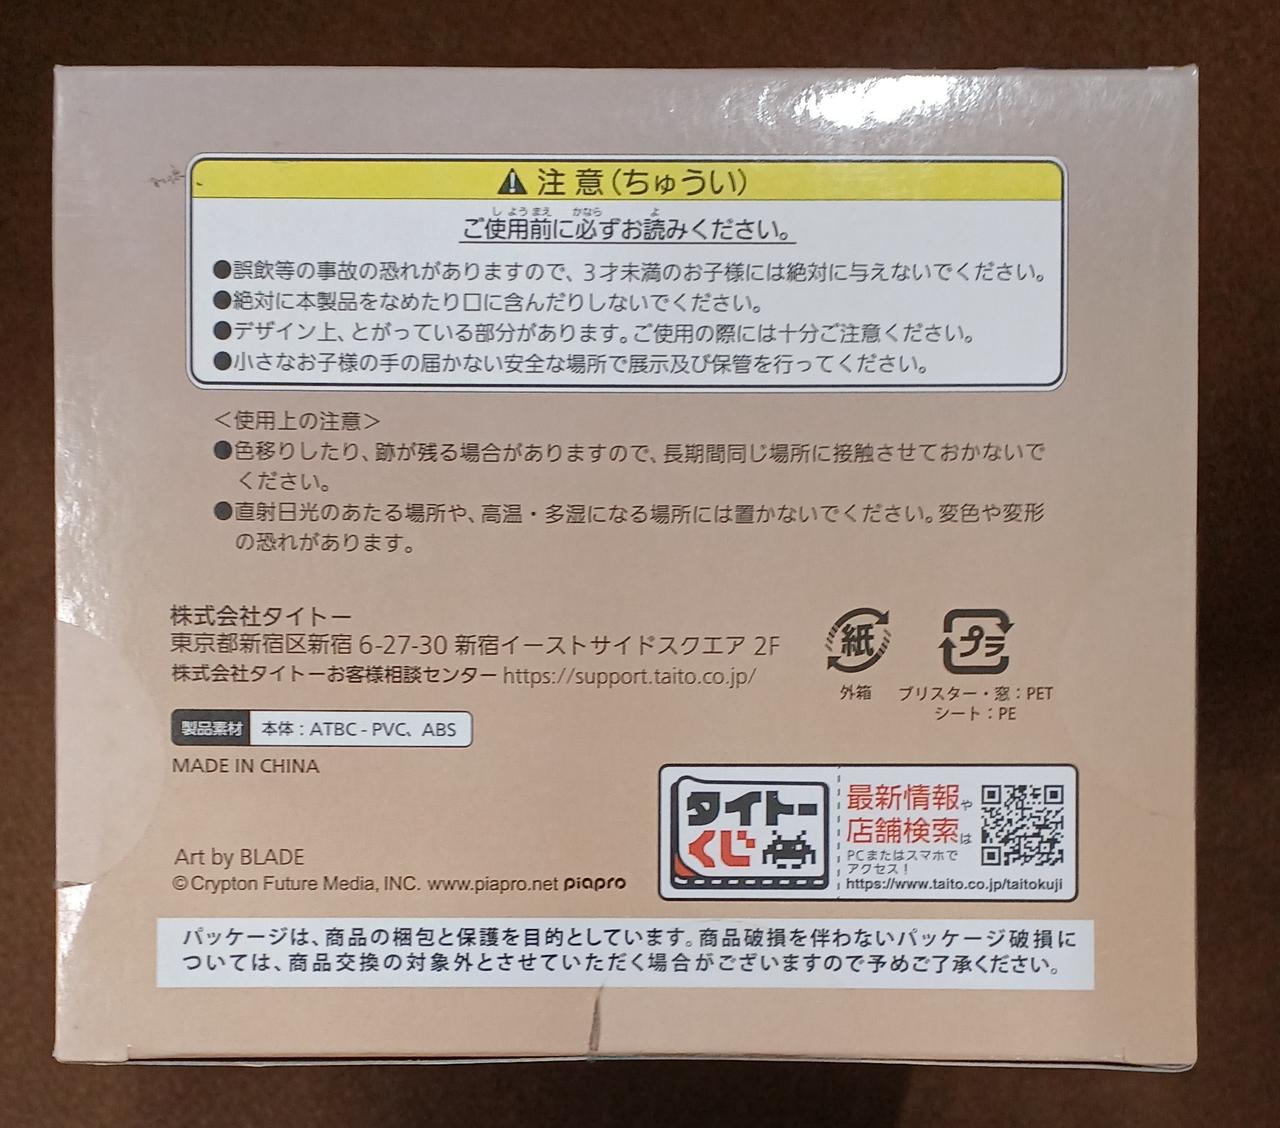 注意(ちゅうい)
ご使用前に必ずお読みください。
●誤飲等の事故の恐れがありますので、3才未満のお子様には絶対に与えないでください。
●絶対に本製品をなめたり口に含んだりしないでください。
●デザイン上、とがっている部分があります。ご使用の際には十分ご注意ください。
●小さなお子様の手の届かない安全な場所で展示及び保管を行ってください。
<使用上の注意>
●色移りしたり、跡が残る場合がありますので、長期間同じ場所に接触させておかないで
ください。
●直射日光のあたる場所や、高温・多湿になる場所には置かないでください。変色や変形
の恐れがあります。
株式会社タイトー
東京都新宿区新宿 6-27-30 新宿イーストサイドスクエア 2F
株式会社タイトーお客様相談センター https://support.taito.co.jp/
紙
外箱
プラ
ブリスター・窓:PET
シート:PE
製品素材 本体:ATBC-PVC、ABS
MADE IN CHINA
タイトー
くじ
最新情報や
店舗検索は
PCまたはスマホで
アクセス!
https://www.taito.co.jp/taitokuji
Art by BLADE
©Crypton Future Media, INC. www.piapro.net piapro
パッケージは、商品の梱包と保護を目的としています。商品破損を伴わないパッケージ破損に
ついては、商品交換の対象外とさせていただく場合がございますので予めご了承ください。